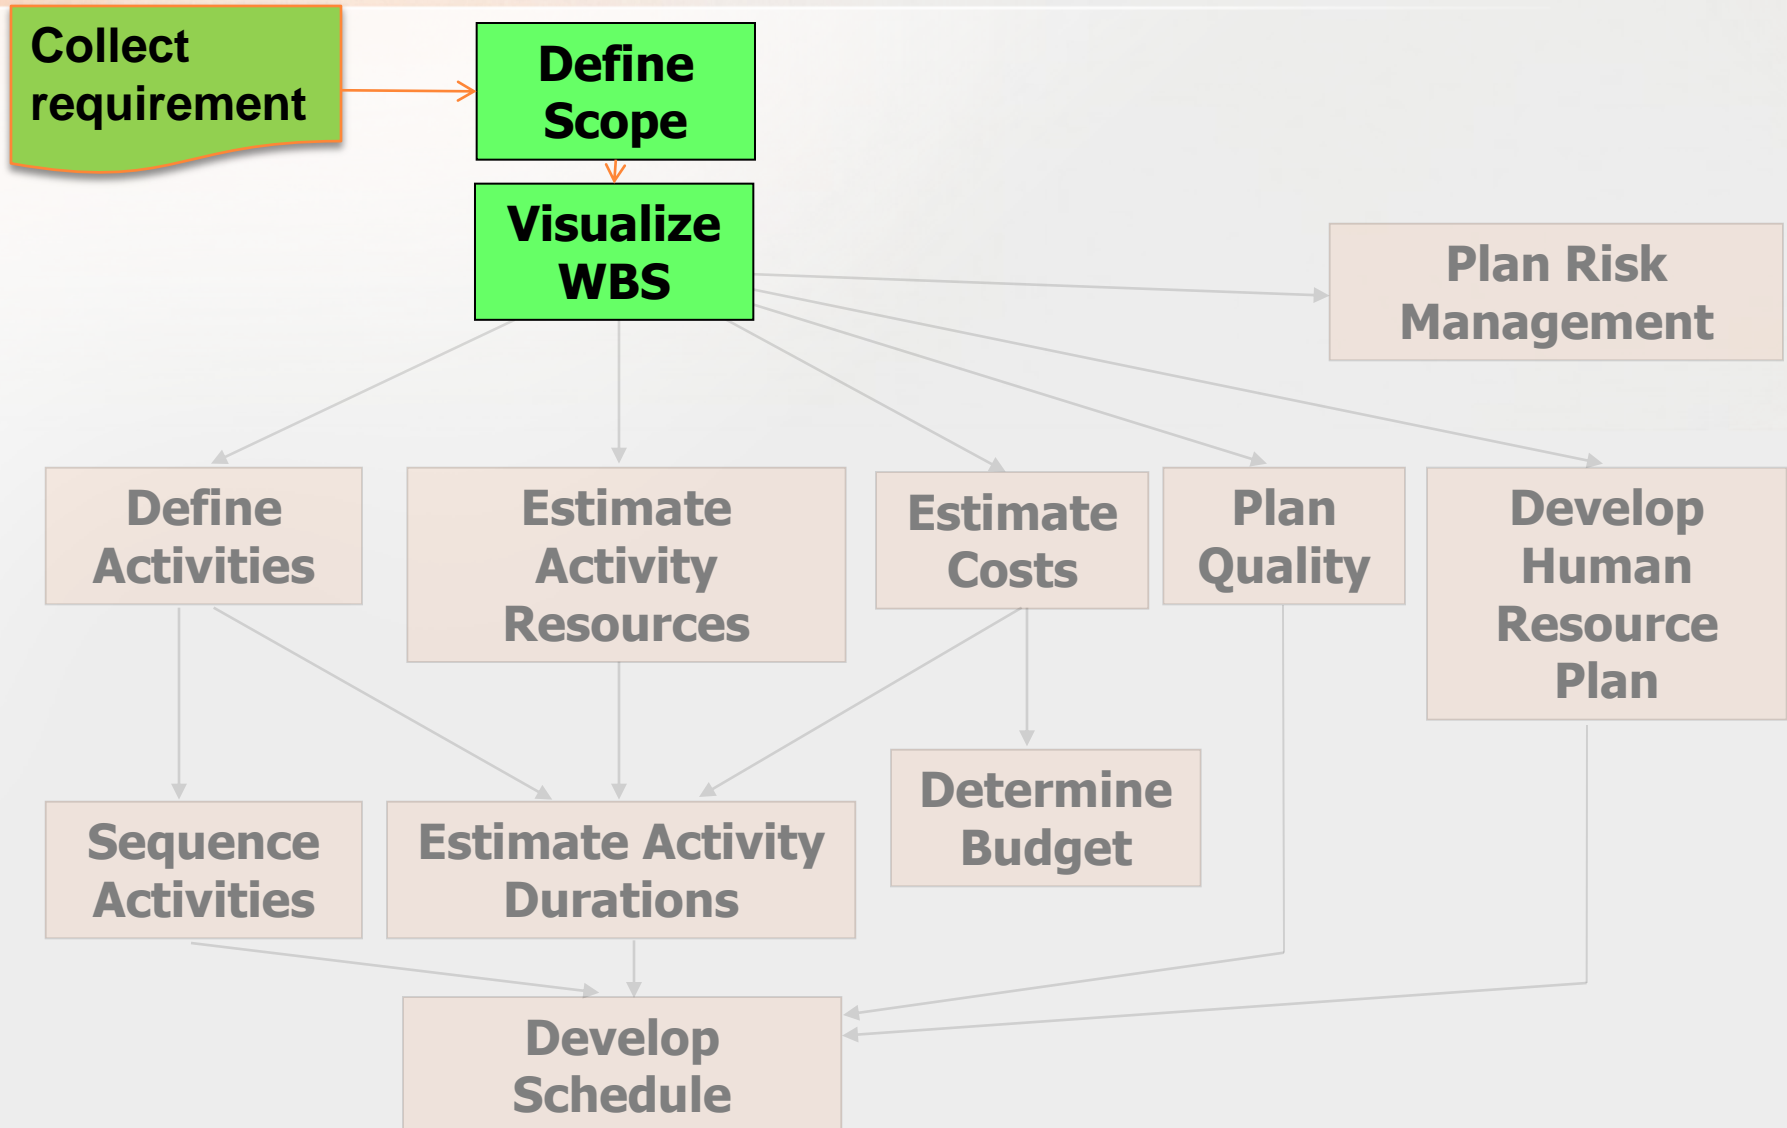 Collect
requirement
Define
Scope
Visualize
WBS
Plan Risk
Management
Define
Activities
Estimate
Activity
Resources
Estimate
Costs
Plan
Quality
Develop
Human
Resource
Plan
Sequence
Activities
Estimate Activity
Durations
Determine
Budget
Develop
Schedule